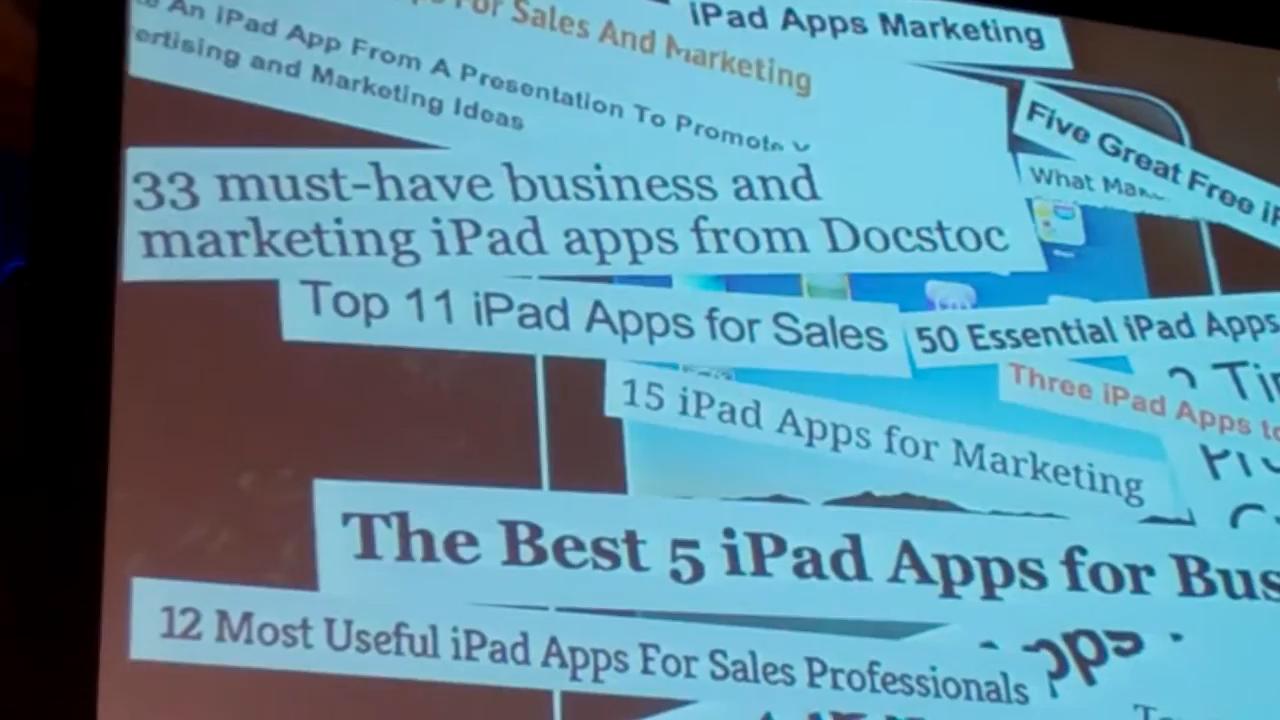 For Sales And Marketing
iPad Apps Marketing
An iPad App From A Presentation To Promote
and Marketing Ideas
Five Great Free
What
33 must-have business and
marketing iPad apps from Docstoc
Top 11 iPad Apps for Sales
50 Essential iPad Apps
Three iPad Apps to
15 iPad Apps for Marketing
The Best 5 iPad Apps for
12 Most Useful iPad Apps For Sales Professionals